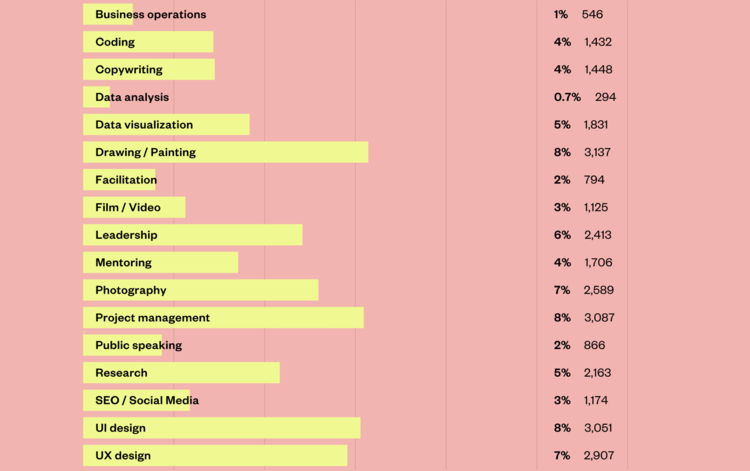 Business operations 1% 546
Coding 4% 1,432
Copywriting 4% 1,448
Data analysis 0.7% 294
Data visualization 5% 1,831
Drawing / Painting 8% 3,137
Facilitation 2% 794
Film / Video 3% 1,125
Leadership 6% 2,413
Mentoring 4% 1,706
Photography 7% 2,589
Project management 8% 3,087
Public speaking 2% 866
Research 5% 2,163
SEO / Social Media 3% 1,174
UI design 8% 3,051
UX design 7% 2,907